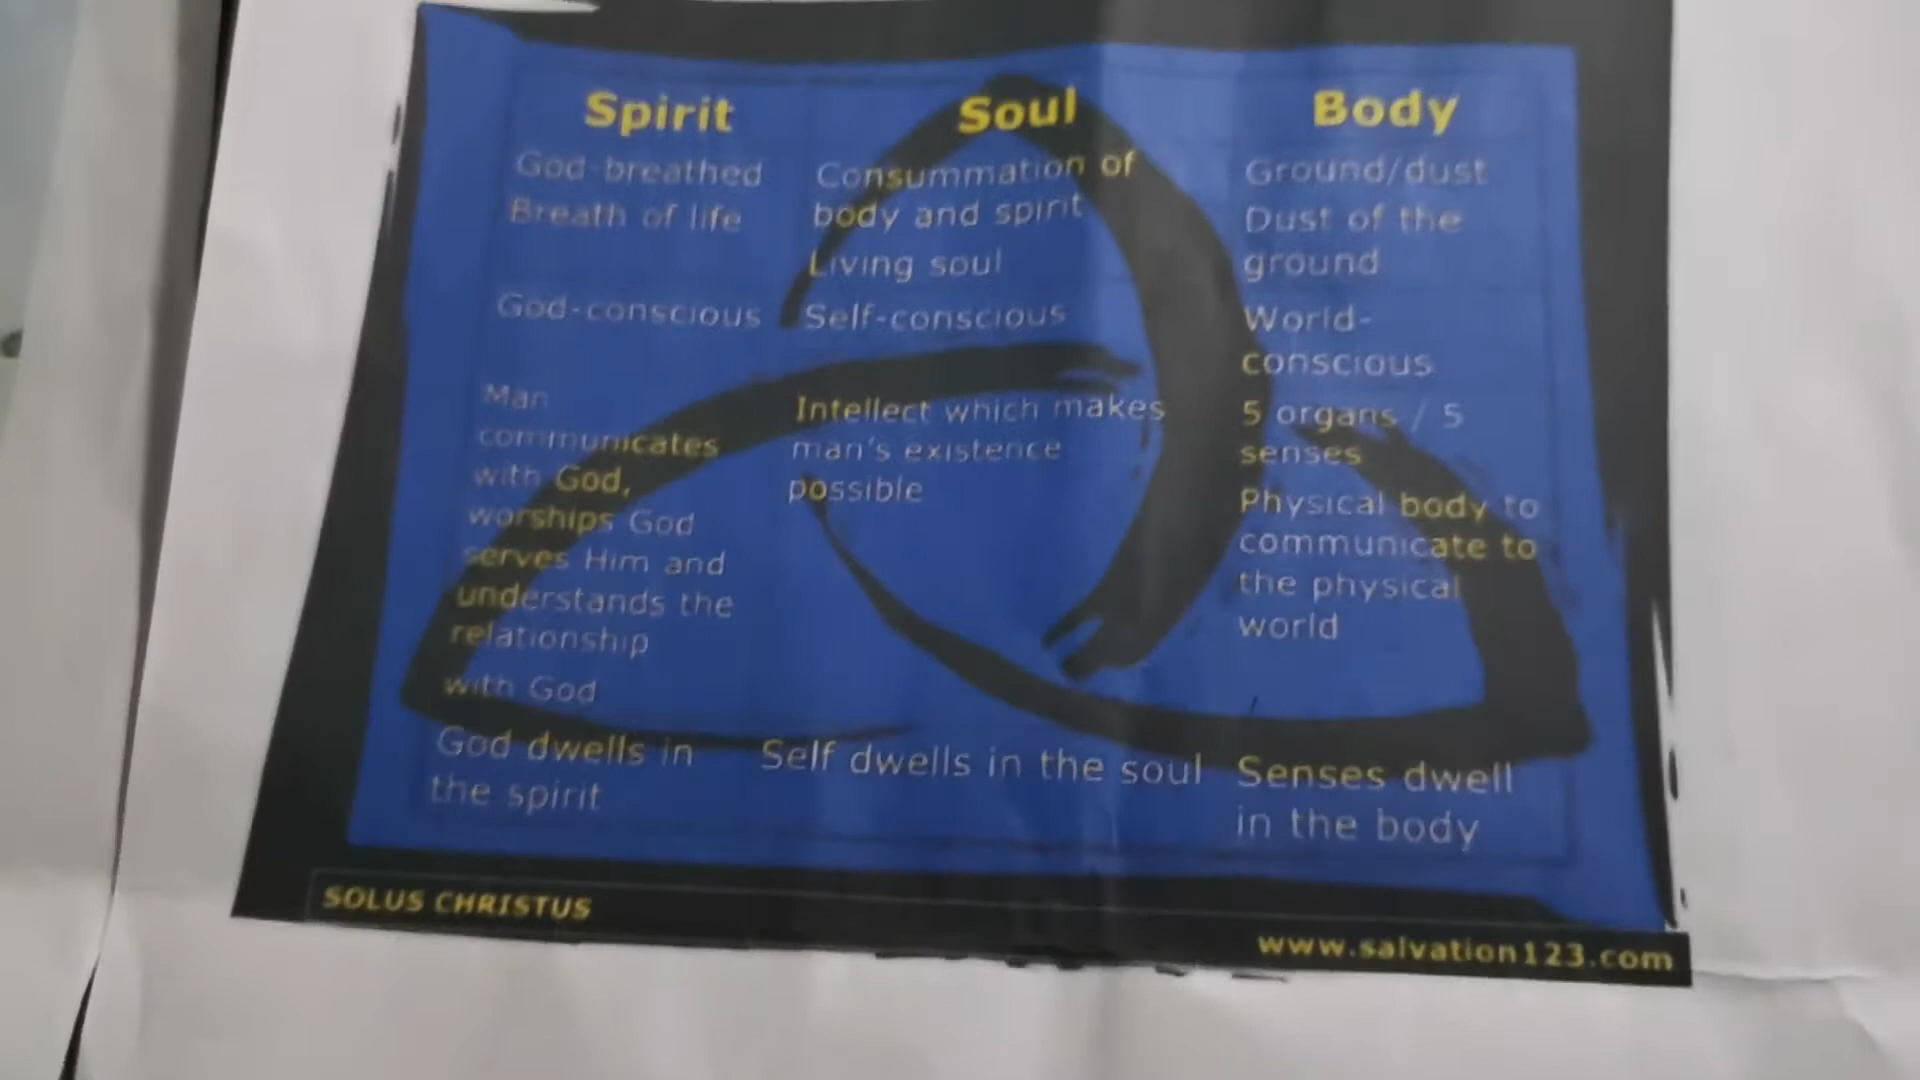 Spirit
God-breathed
Breath of life
God-conscious
Man
communicates
with God,
worships God
serves Him and
understands the
relationship
with God
God dwells in
the spirit
Soul
Consummation of
body and spirit
Living soul
Self-conscious
Intellect which makes
man's existence
possible
Self dwells in the soul
Body
Ground/dust
Dust of the
ground
World-
conscious
5 organs / 5
senses
Physical body to
communicate to
the physical
world
Senses dwell
in the body
SOLUS CHRISTUS
www.salvation123.com